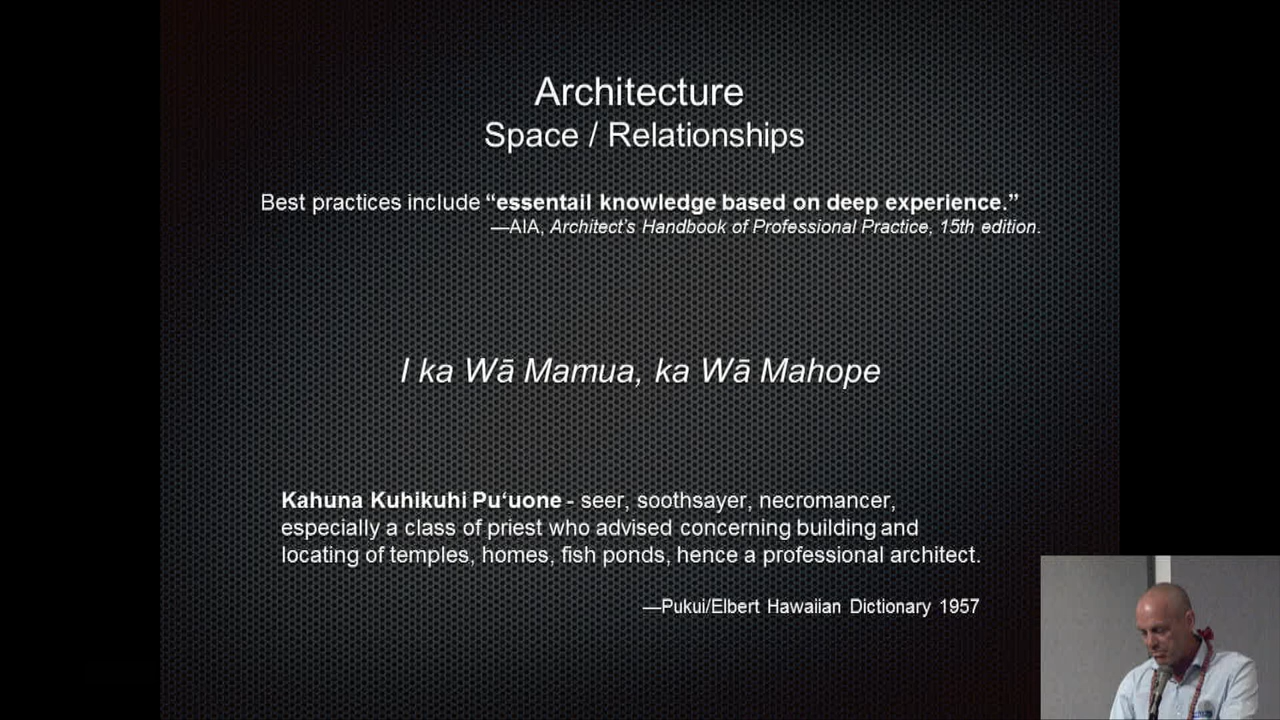 Architecture
Space / Relationships
Best practices include “essentail knowledge based on deep experience.”
—AIA, Architect’s Handbook of Professional Practice, 15th edition.
I ka Wā Mamua, ka Wā Mahope
Kahuna Kuhikuhi Pu‘uone - seer, soothsayer, necromancer,
especially a class of priest who advised concerning building and
locating of temples, homes, fish ponds, hence a professional architect.
—Pukui/Elbert Hawaiian Dictionary 1957